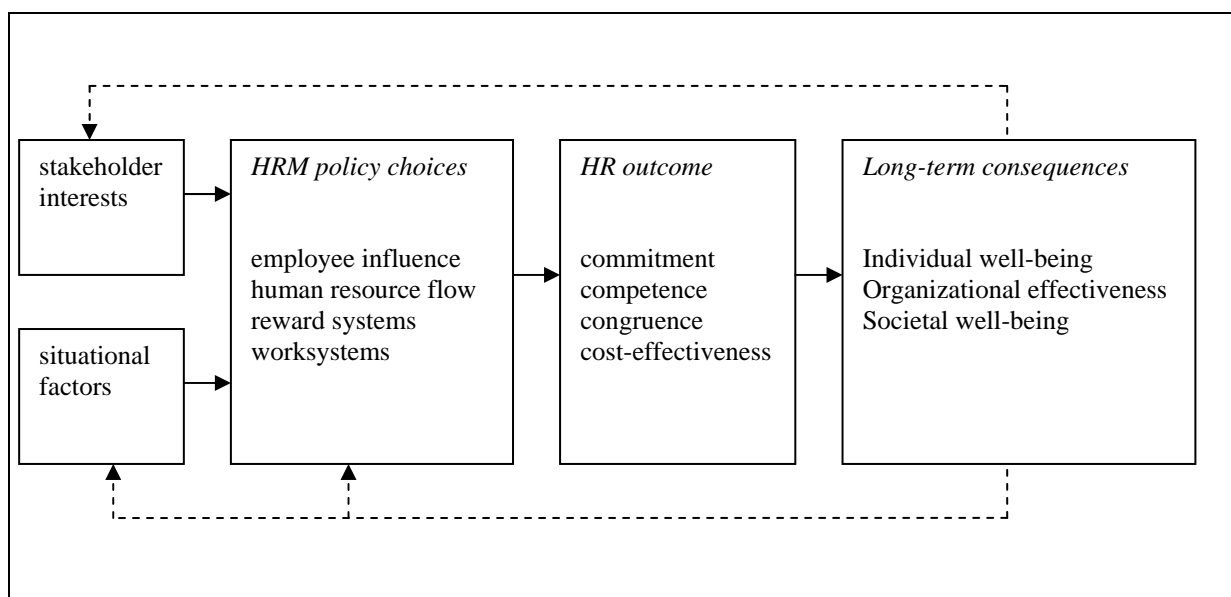 stakeholder
interests
situational
factors
HRM policy choices
employee influence
human resource flow
reward systems
worksystems
HR outcome
commitment
competence
congruence
cost-effectiveness
Long-term consequences
Individual well-being
Organizational effectiveness
Societal well-being